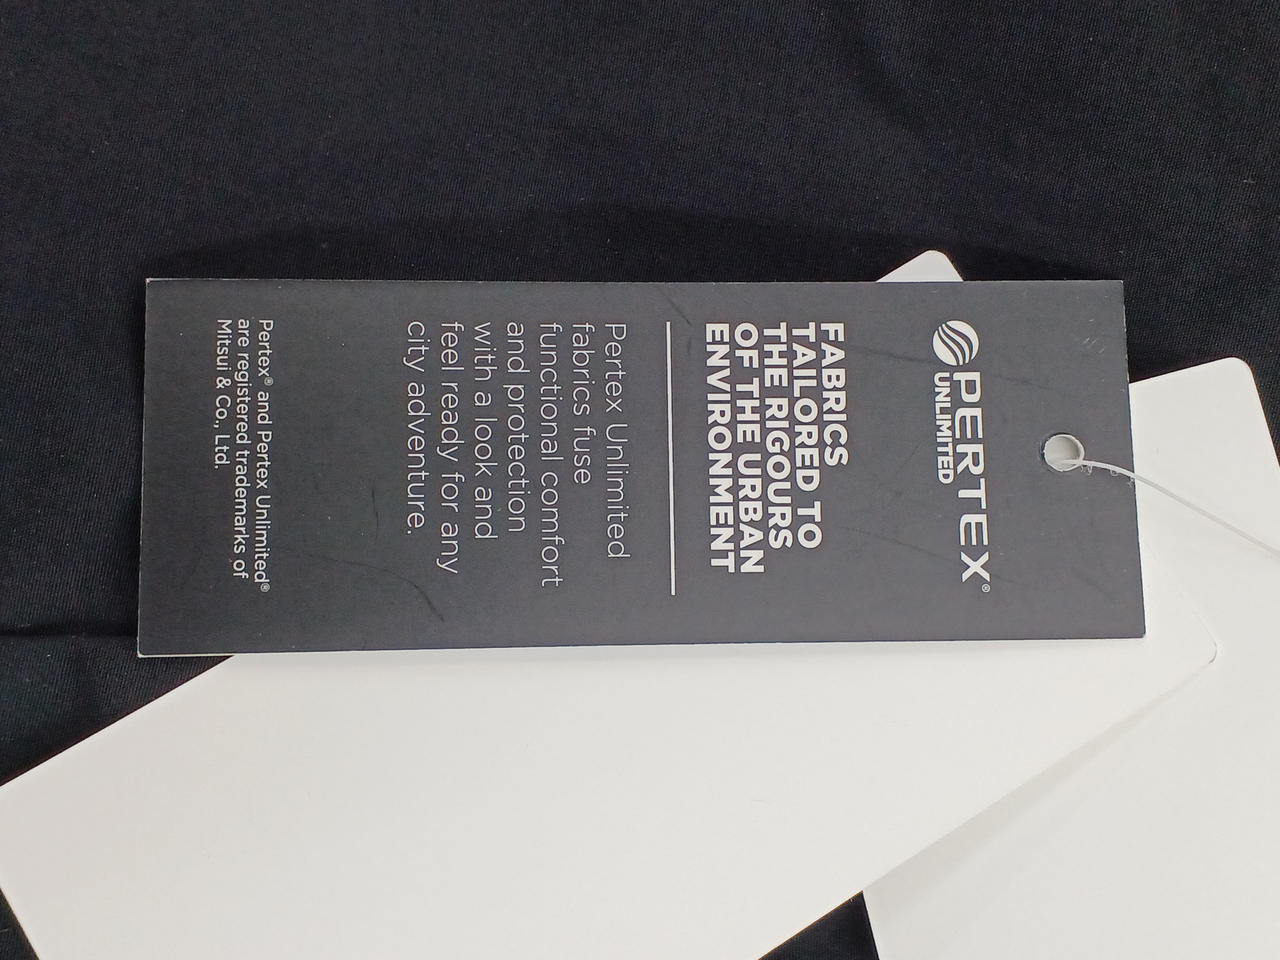 PERTEX®
UNLIMITED
FABRICS
TAILORED TO
THE RIGOURS
OF THE URBAN
ENVIRONMENT
Pertex Unlimited
fabrics fuse
functional comfort
and protection
with a look and
feel ready for any
city adventure.
Pertex® and Pertex Unlimited®
are registered trademarks of
Mitsui & Co., Ltd.